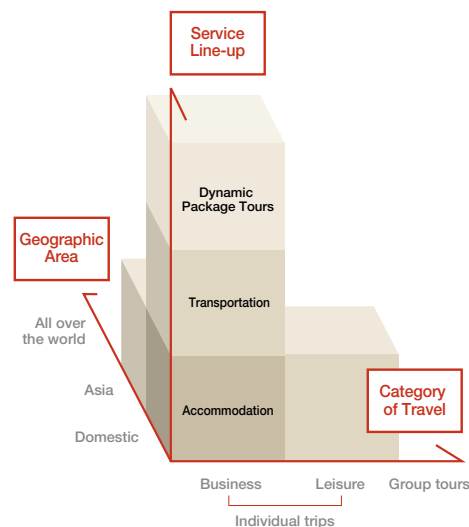 Service
Line-up
Dynamic
Package Tours
Geographic
Area
Transportation
All over
the world
Asia
Accommodation
Category
of Travel
Domestic
Business
Leisure
Group tours
Individual trips